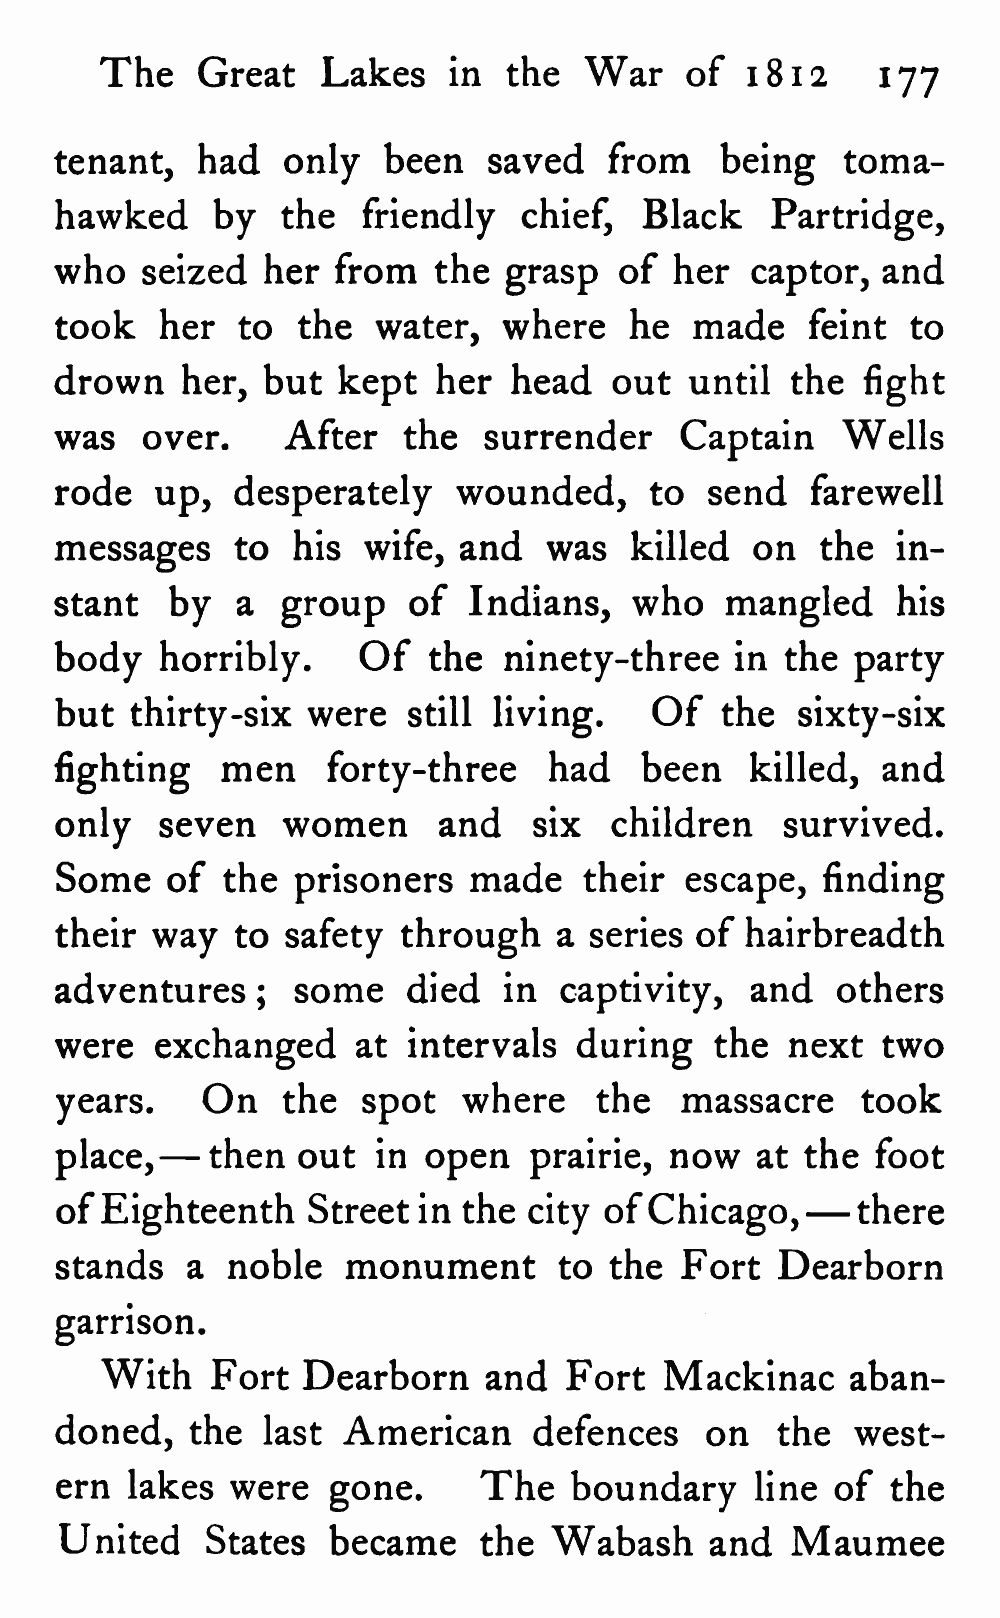 The Great Lakes in the War of 1812 177
tenant, had only been saved from being toma-
hawked by the friendly chief, Black Partridge,
who seized her from the grasp of her captor, and
took her to the water, where he made feint to
drown her, but kept her head out until the fight
was over. After the surrender Captain Wells
rode up, desperately wounded, to send farewell
messages to his wife, and was killed on the in-
stant by a group of Indians, who mangled his
body horribly. Of the ninety-three in the party
but thirty-six were still living. Of the sixty-six
fighting men forty-three had been killed, and
only seven women and six children survived.
Some of the prisoners made their escape, finding
their way to safety through a series of hairbreadth
adventures; some died in captivity, and others
were exchanged at intervals during the next two
years. On the spot where the massacre took
place,—then out in open prairie, now at the foot
of Eighteenth Street in the city of Chicago,—there
stands a noble monument to the Fort Dearborn
garrison.
With Fort Dearborn and Fort Mackinac aban-
doned, the last American defences on the west-
ern lakes were gone. The boundary line of the
United States became the Wabash and Maumee